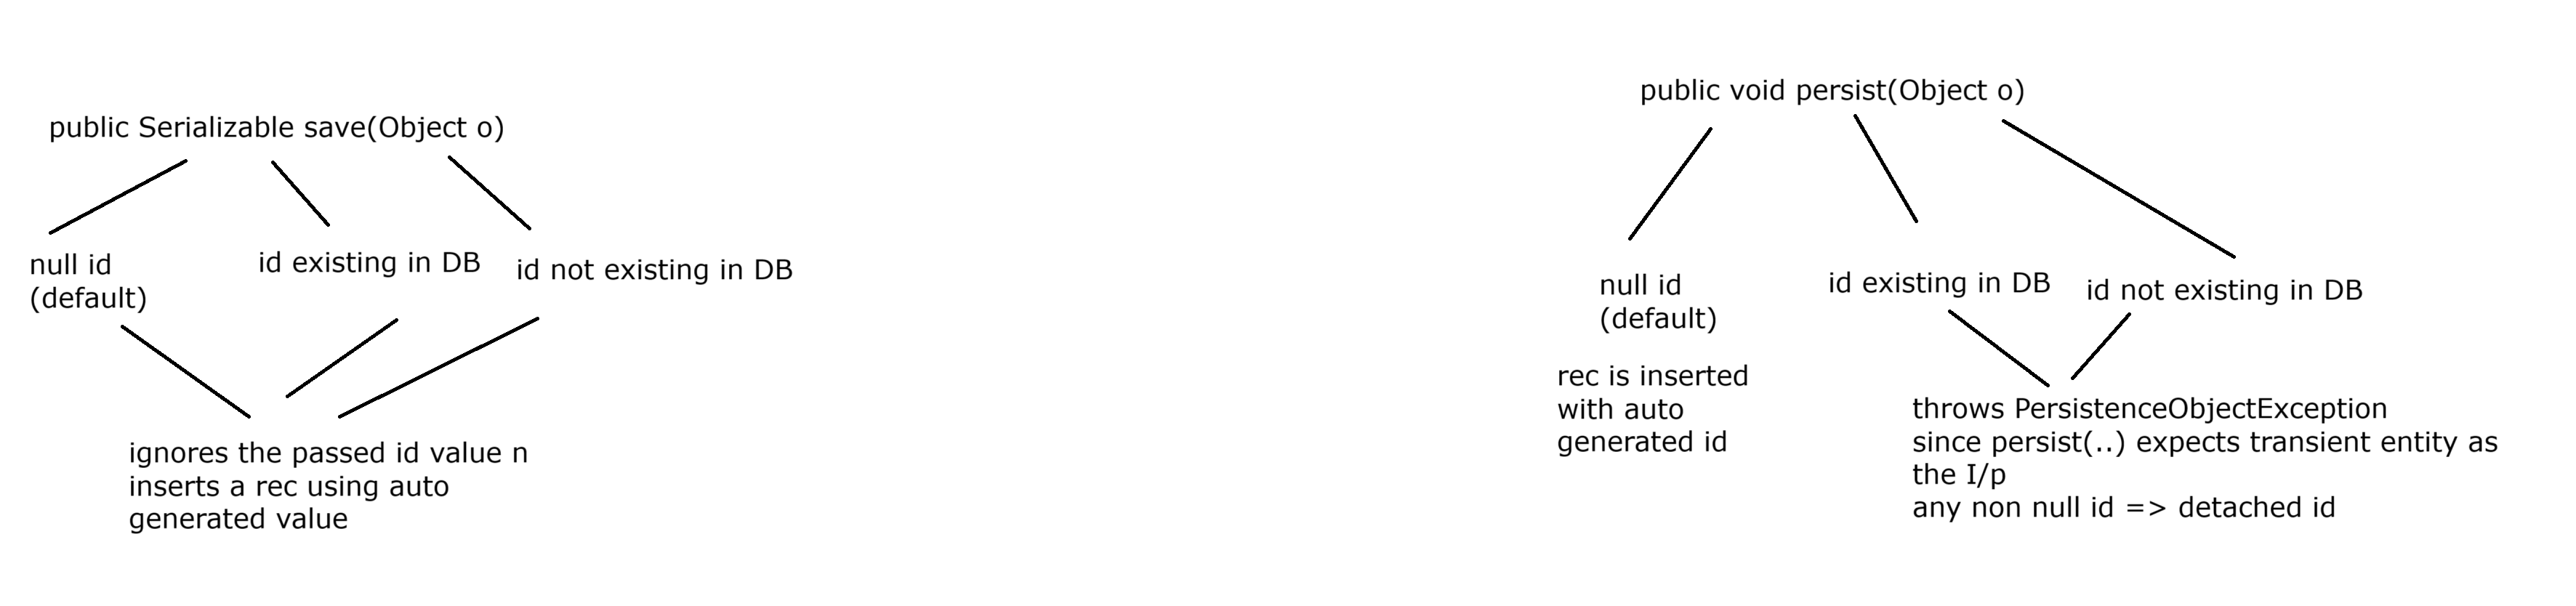 public Serializable save(Object o)
null id
(default)
id existing in DB
id not existing in DB
ignores the passed id value n
inserts a rec using auto
generated value
public void persist(Object o)
null id
(default)
id existing in DB
id not existing in DB
rec is inserted
with auto
generated id
throws PersistenceObjectException
since persist(..) expects transient entity as
the I/p
any non null id => detached id